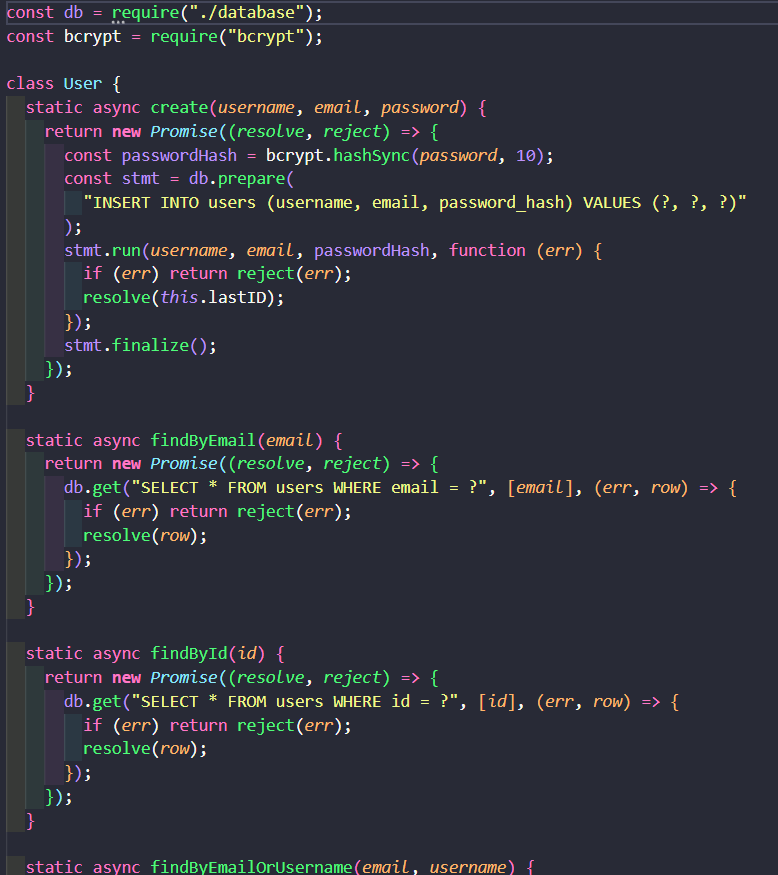 const db = require("./database");
const bcrypt = require("bcrypt");
class User {
static async create(username, email, password) {
return new Promise((resolve, reject) => {
const passwordHash = bcrypt.hashSync(password, 10);
const stmt = db.prepare(
"INSERT INTO users (username, email, password_hash) VALUES (?, ?, ?)"
);
stmt.run(username, email, passwordHash, function (err) {
if (err) return reject(err);
resolve(this.lastID);
});
stmt.finalize();
});
}
static async findByEmail(email) {
return new Promise((resolve, reject) => {
db.get("SELECT * FROM users WHERE email = ?", [email], (err, row) => {
if (err) return reject(err);
resolve(row);
});
});
}
static async findById(id) {
return new Promise((resolve, reject) => {
db.get("SELECT * FROM users WHERE id = ?", [id], (err, row) => {
if (err) return reject(err);
resolve(row);
});
});
}
static async findByEmailOrUsername(email, username) {